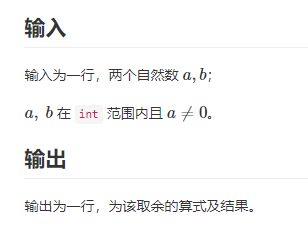 输入
输入为一行，两个自然数 a, b；
a, b 在 int 范围内且 a ≠ 0。
输出
输出为一行，为该取余的算式及结果。